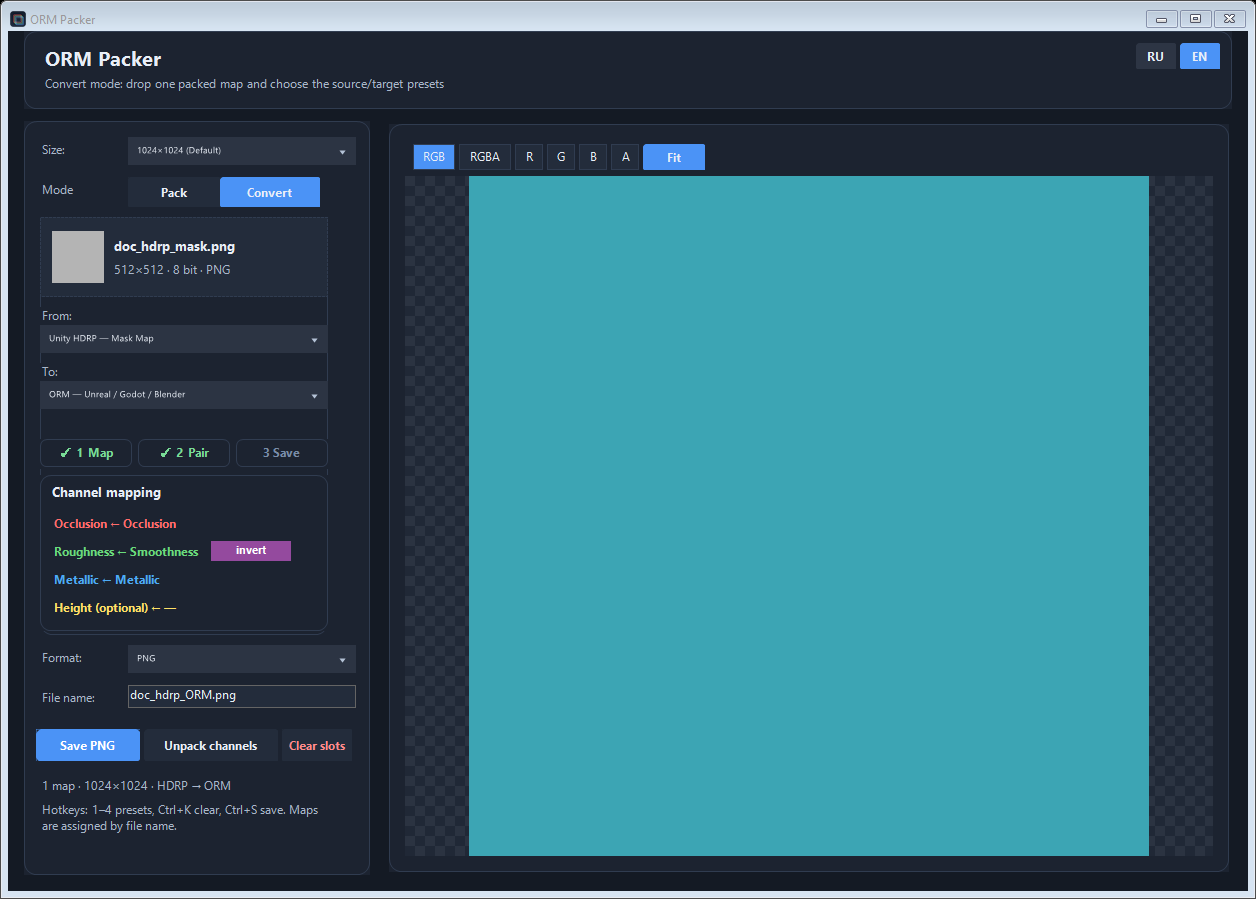 ORM Packer
ORM Packer
RU EN
Convert mode: drop one packed map and choose the source/target presets
Size: 1024×1024 (Default)
Mode Pack Convert
doc_hdrp_mask.png
512×512 · 8 bit · PNG
From:
Unity HDRP — Mask Map
To:
ORM — Unreal / Godot / Blender
✓ 1 Map ✓ 2 Pair 3 Save
Channel mapping
Occlusion ← Occlusion
Roughness ← Smoothness invert
Metallic ← Metallic
Height (optional) ← —
Format: PNG
File name: doc_hdrp_ORM.png
Save PNG Unpack channels Clear slots
1 map · 1024×1024 · HDRP → ORM
Hotkeys: 1–4 presets, Ctrl+K clear, Ctrl+S save. Maps
are assigned by file name.
RGB RGBA R G B A Fit